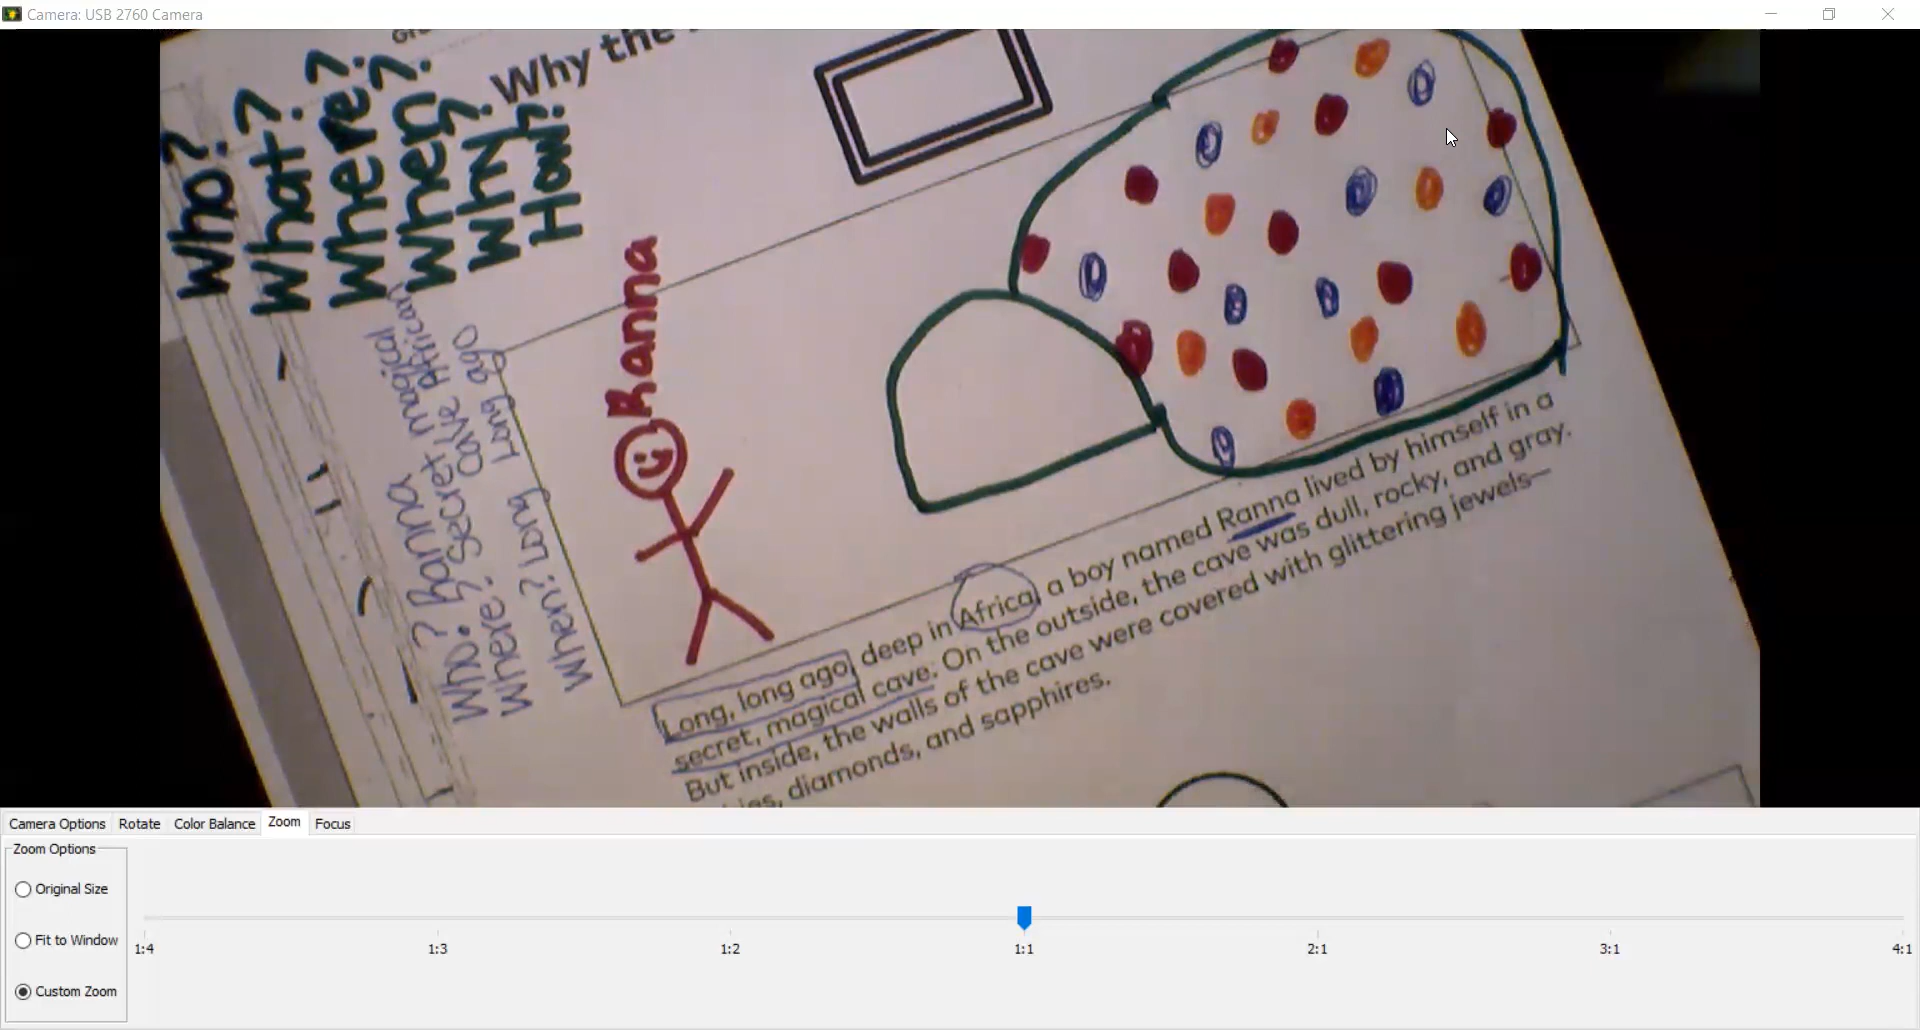 Camera: USB 2760 Camera
Why the
Who?
What?
Where?
When?
Why?
How?
Who? Ranna
Where? Secret magical
cave African
When? Long Long ago
Ranna
Long, long ago, deep in Africa, a boy named Ranna lived by himself in a
secret, magical cave. On the outside, the cave was dull, rocky, and gray.
But inside, the walls of the cave were covered with glittering jewels—
diamonds, and sapphires.
Camera Options Rotate Color Balance Zoom Focus
Zoom Options
Original Size
Fit to Window
Custom Zoom
1:4 1:3 1:2 1:1 2:1 3:1 4:1